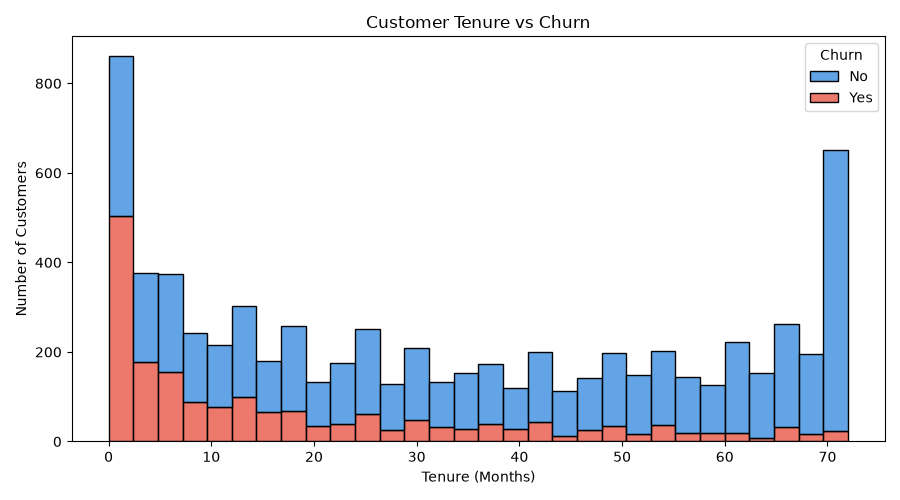 Customer Tenure vs Churn
Churn
No
Yes
Number of Customers
800
600
400
200
0
0 10 20 30 40 50 60 70
Tenure (Months)